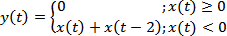 y(t) = {0 ; x(t) ≥ 0
x(t) + x(t − 2); x(t) < 0